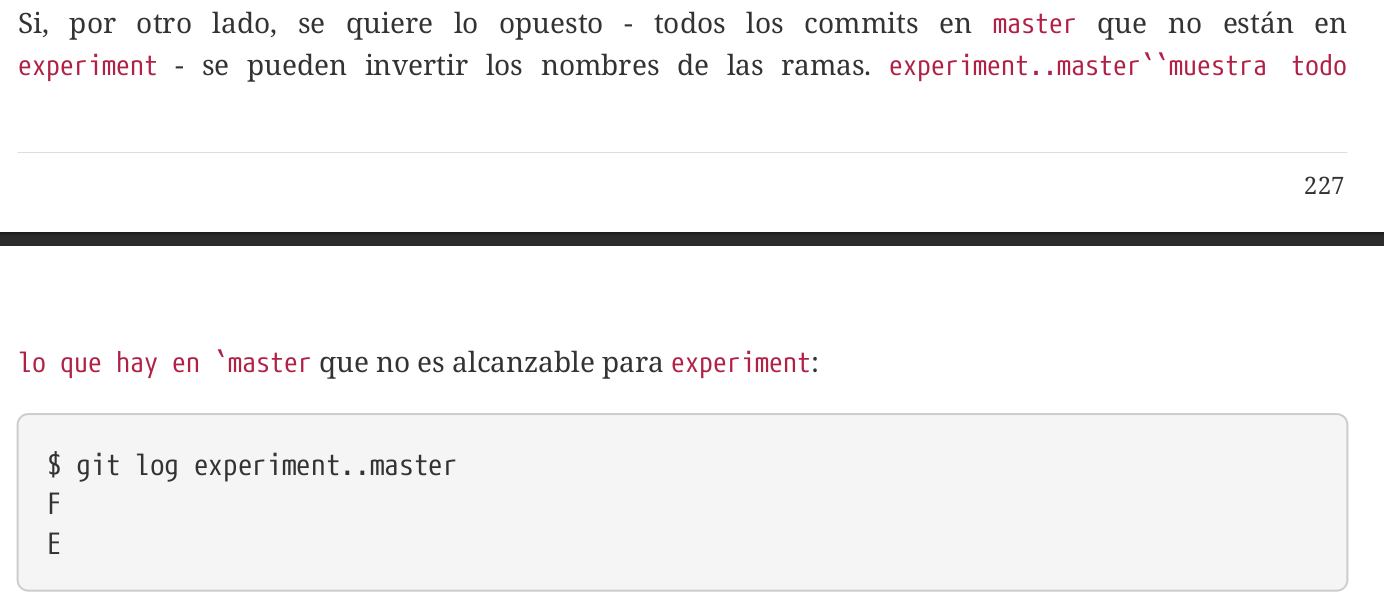 Si, por otro lado, se quiere lo opuesto - todos los commits en master que no están en
experiment - se pueden invertir los nombres de las ramas. experiment..master``muestra todo
227
lo que hay en `master que no es alcanzable para experiment:
$ git log experiment..master
F
E